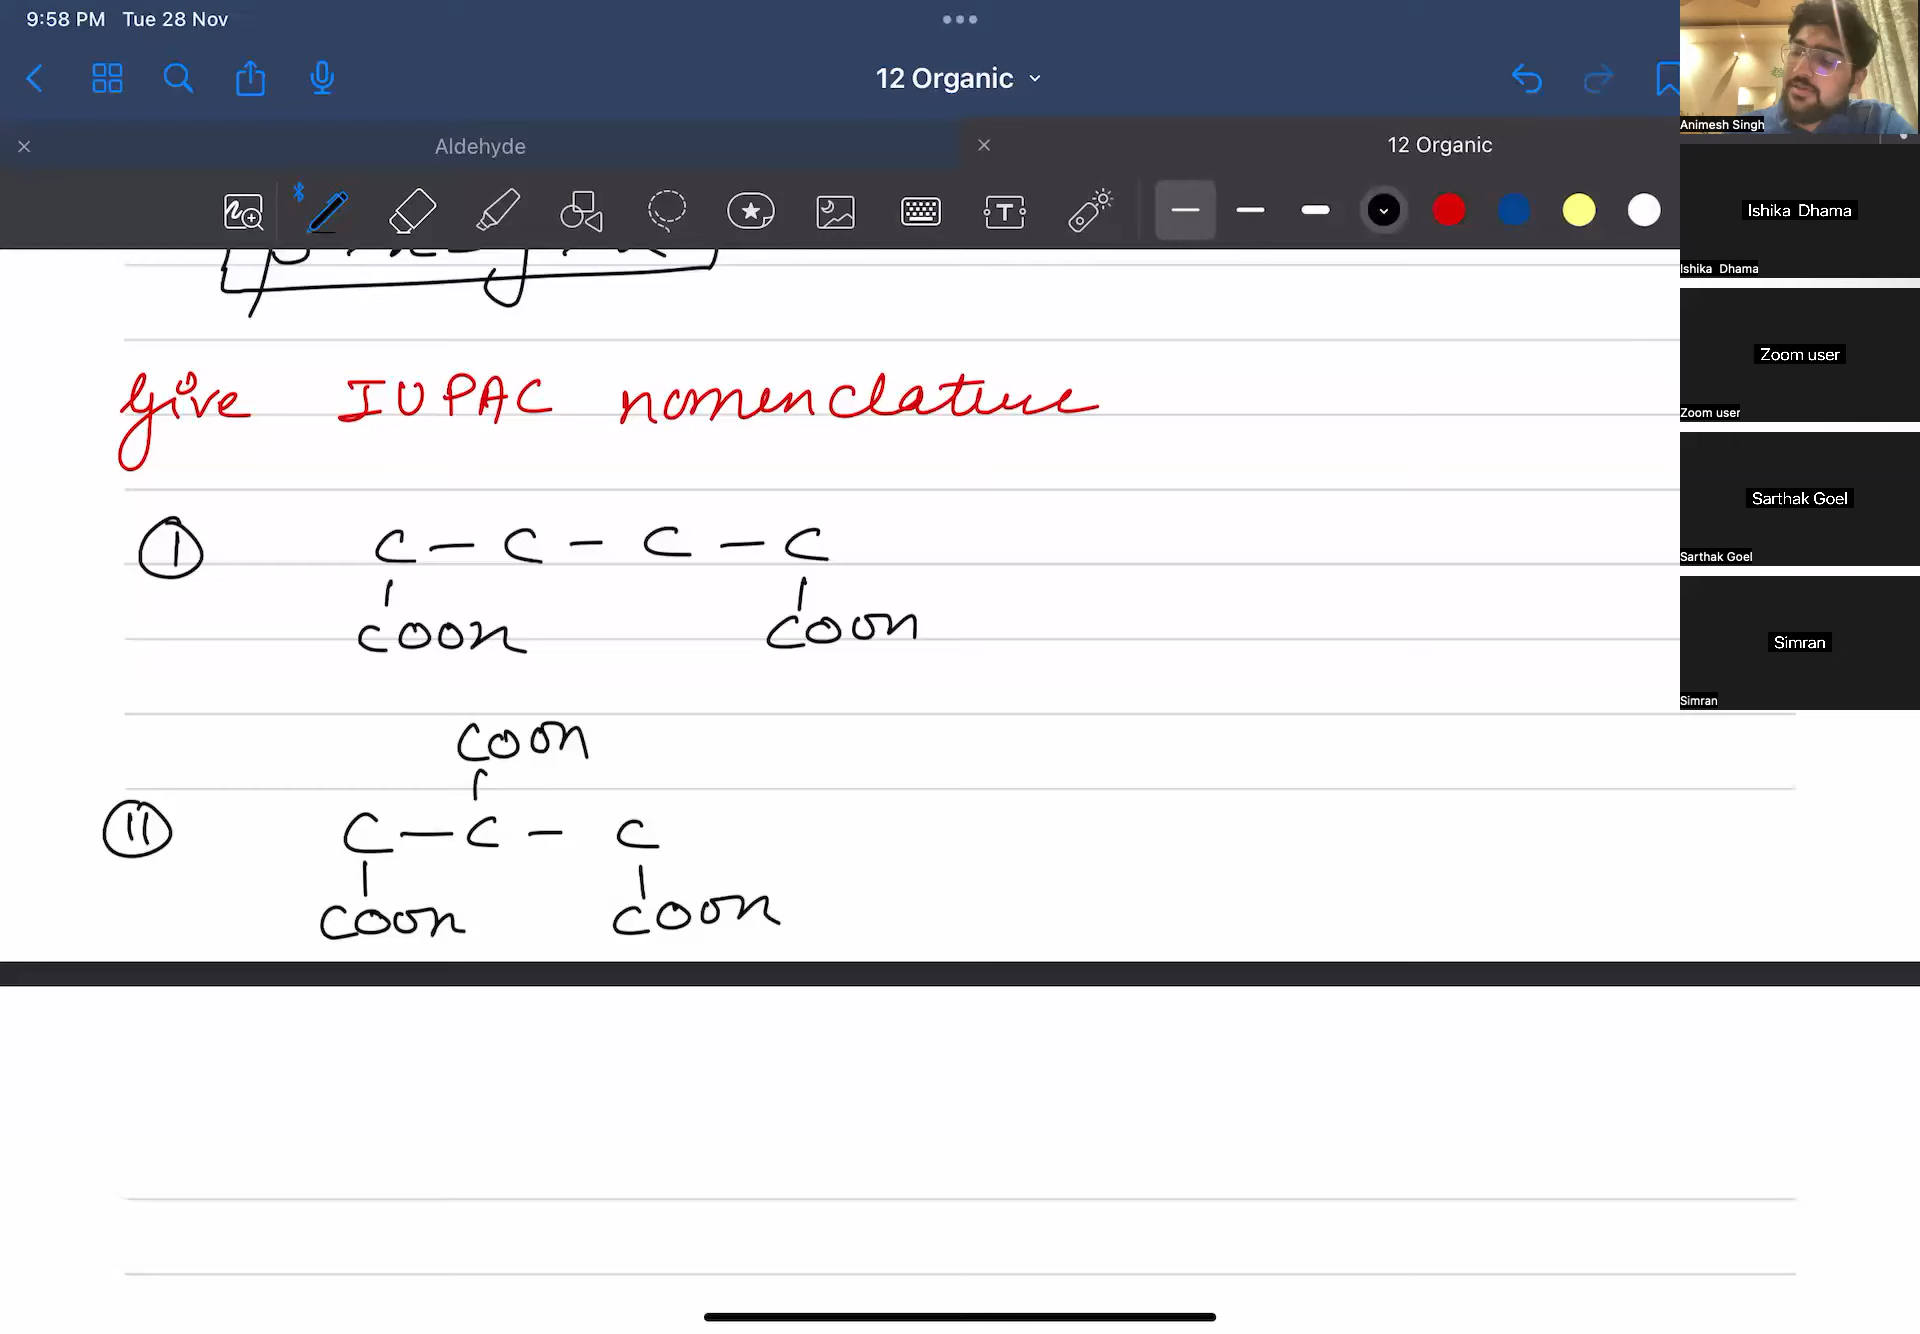 9:58 PM Tue 28 Nov
12 Organic
Aldehyde
12 Organic
T
Animesh Singh
Ishika Dhama
Ishika Dhama
Zoom user
Zoom user
Sarthak Goel
Sarthak Goel
Simran
Simran
Give IUPAC nomenclature
I
C — C — C — C
COOH COOH
COOH
II
C — C — C
COOH COOH